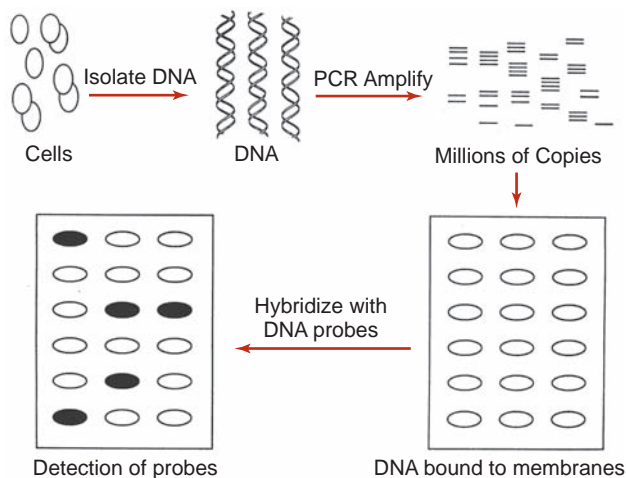 Isolate DNA
PCR Amplify
Cells
DNA
Millions of Copies
Hybridize with
DNA probes
Detection of probes
DNA bound to membranes